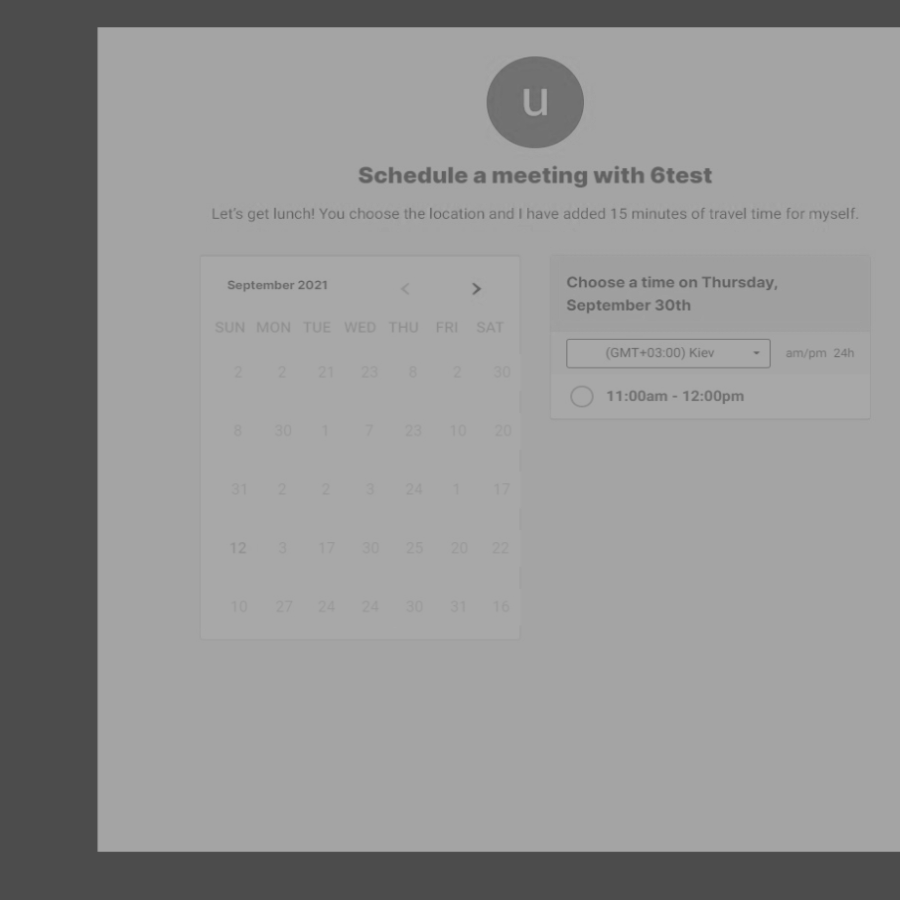 u
Schedule a meeting with 6test
Let's get lunch! You choose the location and I have added 15 minutes of travel time for myself.
September 2021 < >
SUN MON TUE WED THU FRI SAT
2 2 21 23 8 2 30
8 30 1 7 23 10 20
31 2 2 3 24 1 17
12 3 17 30 25 20 22
10 27 24 24 30 31 16
Choose a time on Thursday,
September 30th
(GMT+03:00) Kiev am/pm 24h
11:00am - 12:00pm